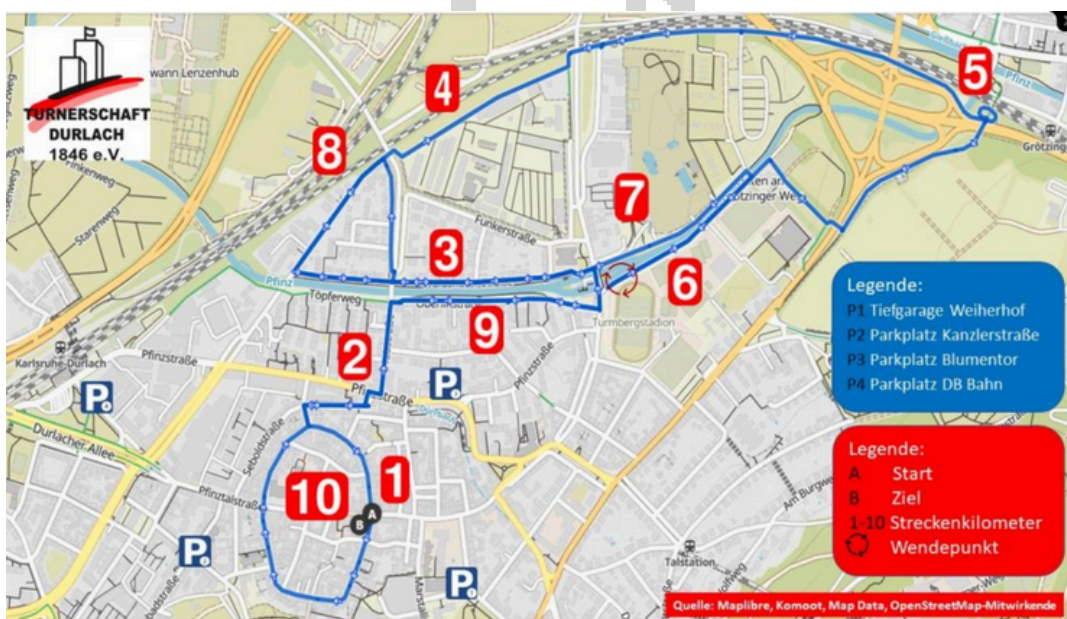 TURNERSCHAFT
DURLACH
1846 e.V.
wann Lenzenhub
Finkenweg
Starenweg
8
4
5
Pfinz
Grötzing
7
Funkerstraße
3
6
Pfinz
Töpferweg
9
Turmbergstadion
2
Karlsruhe-Durlach
Pfinzstraße
Pfinzstraße
Pfinzstraße
P
P
Durlacher Allee
Seboldstraße
Pfinztalstraße
10
1
A
B
P
P
Am Burgwe
Talstation
Legende:
P1 Tiefgarage Weiherhof
P2 Parkplatz Kanzlerstraße
P3 Parkplatz Blumentor
P4 Parkplatz DB Bahn
Legende:
A Start
B Ziel
1-10 Streckenkilometer
Wendepunkt
Quelle: Maplibre, Komoot, Map Data, OpenStreetMap-Mitwirkende